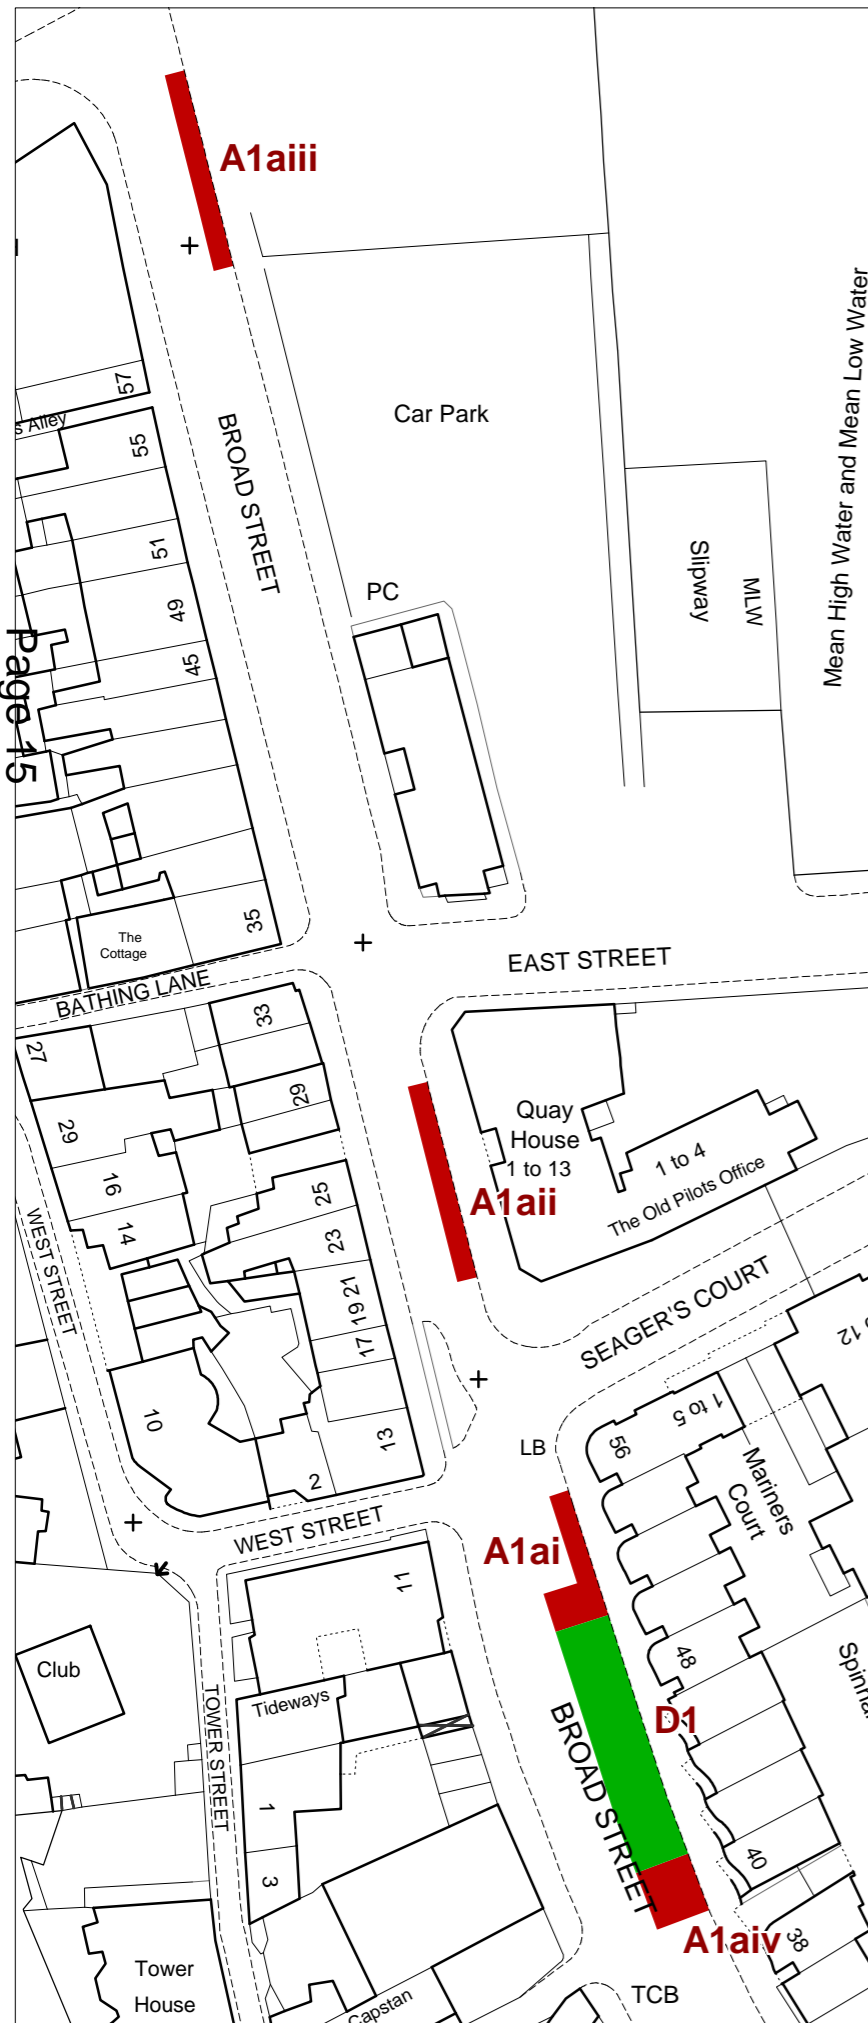 A1aiii
Mean High Water and Mean Low Water
57
s Alley
55
BROAD STREET
Car Park
51
Slipway
MLW
49
PC
45
Page 15
35
The
Cottage
EAST STREET
BATHING LANE
33
27
29
29
Quay
House
1 to 13
1 to 4
The Old Pilots Office
16
14
25
A1aii
23
WEST STREET
21
19
17
SEAGER'S COURT
12
10
13
2
1 to 5
56
LB
Mariners
Court
WEST STREET
A1ai
11
48
Club
Tideways
TOWER STREET
D1
BROAD STREET
1
3
40
38
A1aiv
Tower
House
TCB
Capstan